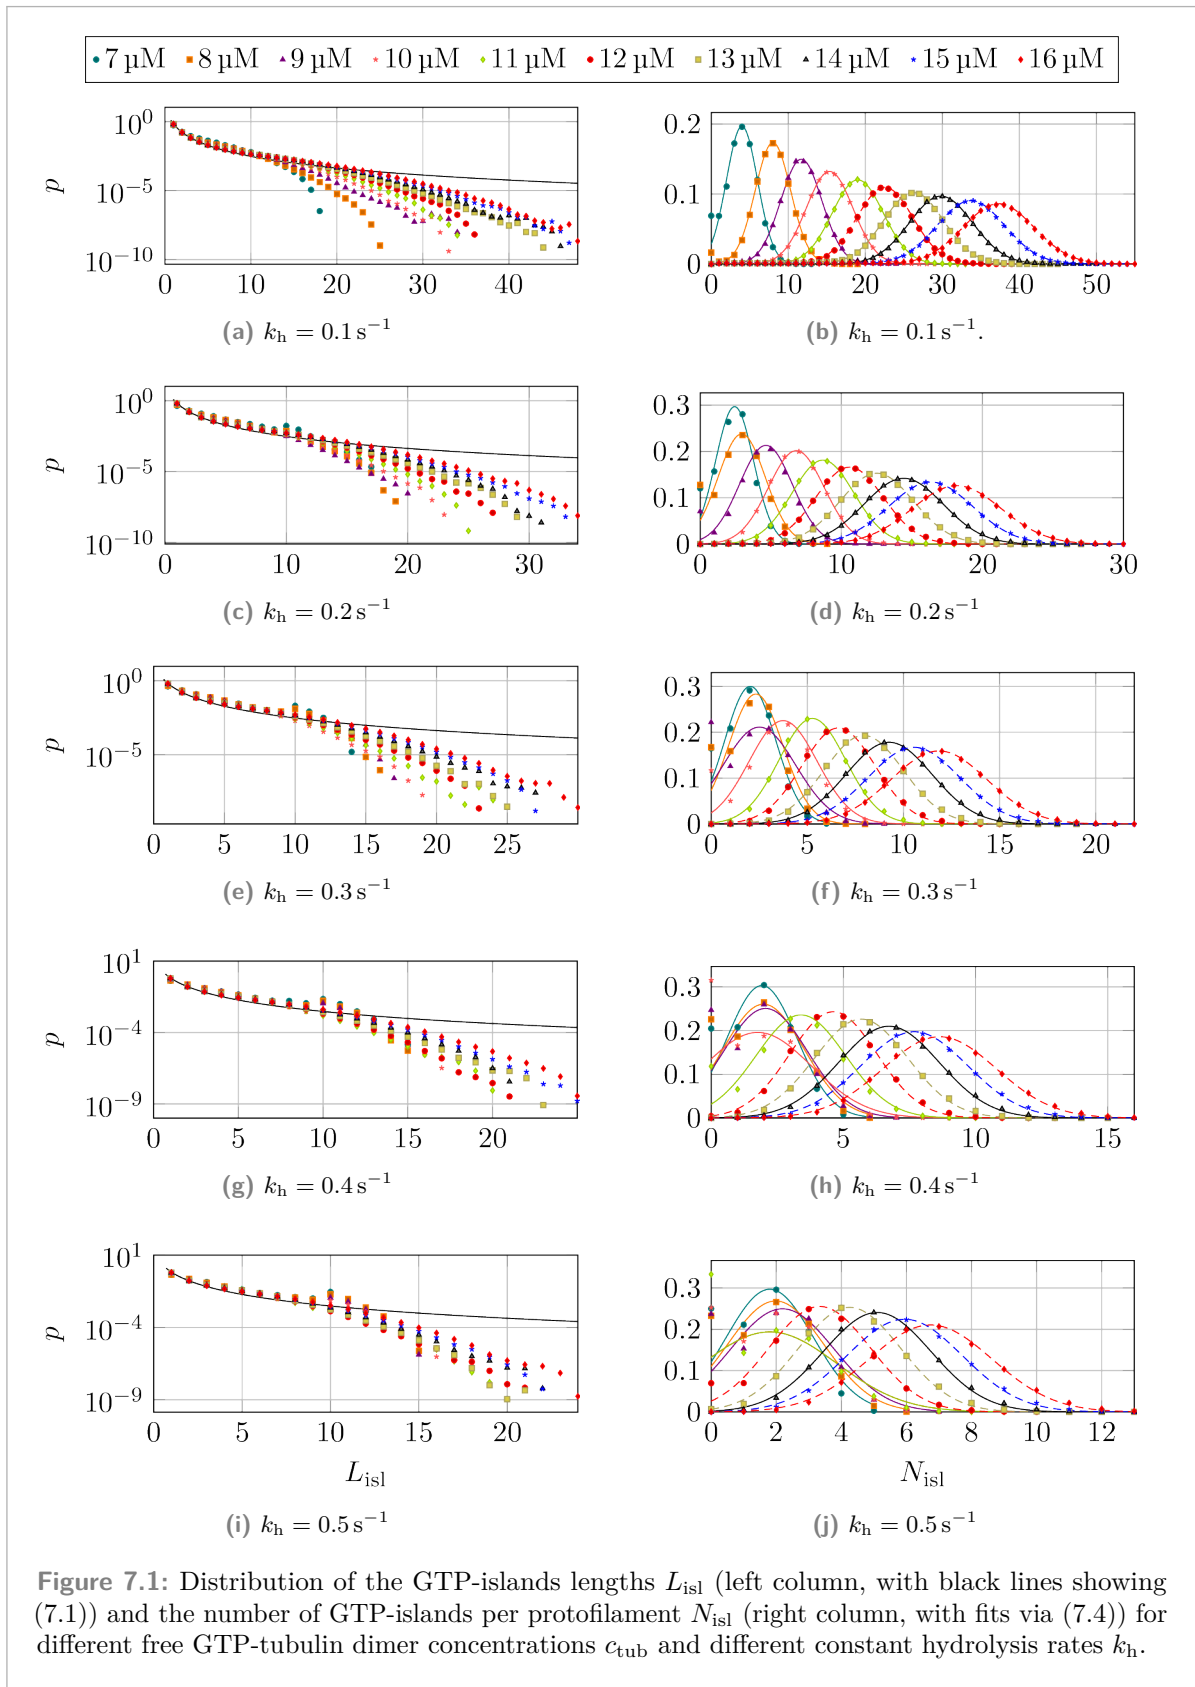 7 µM 8 µM 9 µM 10 µM 11 µM 12 µM 13 µM 14 µM 15 µM 16 µM
10⁰
10⁻⁵
10⁻¹⁰
p
0 10 20 30 40
(a) k_h = 0.1 s⁻¹
0.2
0.1
0
0 10 20 30 40 50
(b) k_h = 0.1 s⁻¹.
10⁰
10⁻⁵
10⁻¹⁰
p
0 10 20 30
(c) k_h = 0.2 s⁻¹
0.3
0.2
0.1
0
0 10 20 30
(d) k_h = 0.2 s⁻¹
10⁰
10⁻⁵
p
0 5 10 15 20 25
(e) k_h = 0.3 s⁻¹
0.3
0.2
0.1
0
0 5 10 15 20
(f) k_h = 0.3 s⁻¹
10¹
10⁻⁴
10⁻⁹
p
0 5 10 15 20
(g) k_h = 0.4 s⁻¹
0.3
0.2
0.1
0
0 5 10 15
(h) k_h = 0.4 s⁻¹
10¹
10⁻⁴
10⁻⁹
p
0 5 10 15 20
L_isl
(i) k_h = 0.5 s⁻¹
0.3
0.2
0.1
0
0 2 4 6 8 10 12
N_isl
(j) k_h = 0.5 s⁻¹
Figure 7.1: Distribution of the GTP-islands lengths L_isl (left column, with black lines showing
(7.1)) and the number of GTP-islands per protofilament N_isl (right column, with fits via (7.4)) for
different free GTP-tubulin dimer concentrations c_tub and different constant hydrolysis rates k_h.